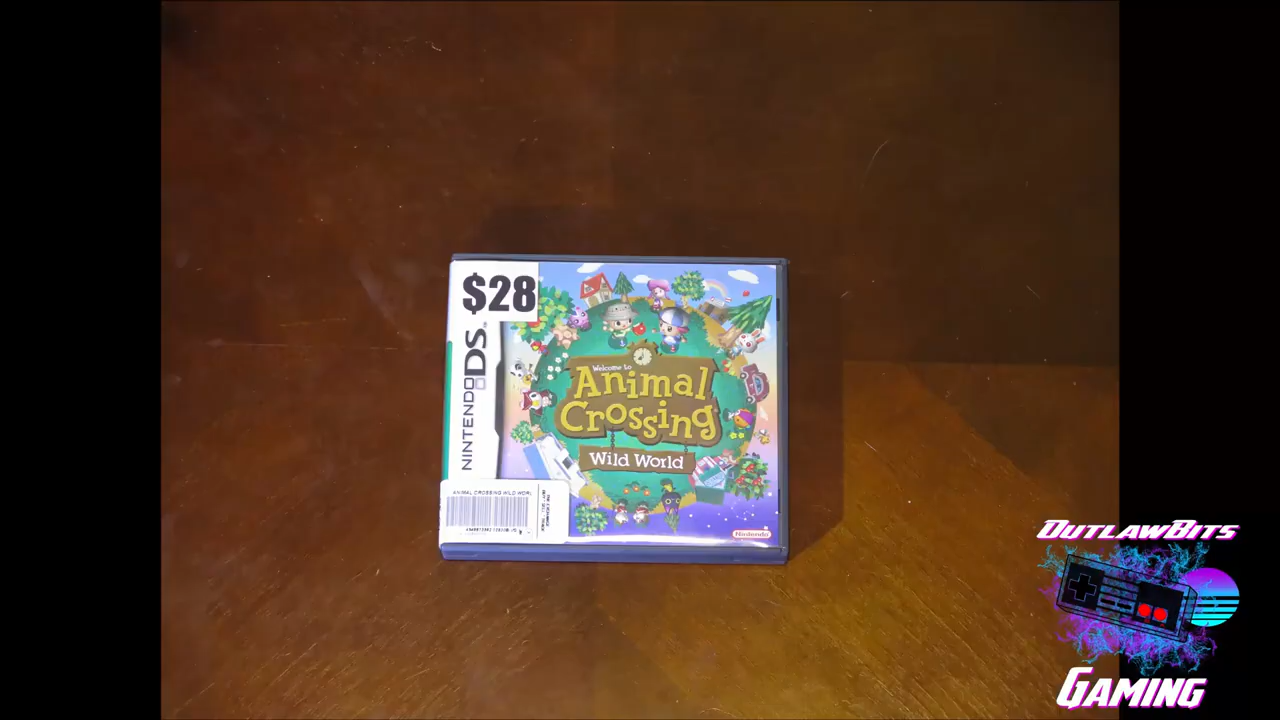 $28
NINTENDO DS
Welcome to
Animal
Crossing
Wild World
ANIMAL CROSSING WILD WORL
Nintendo
OUTLAWBITS
GAMING